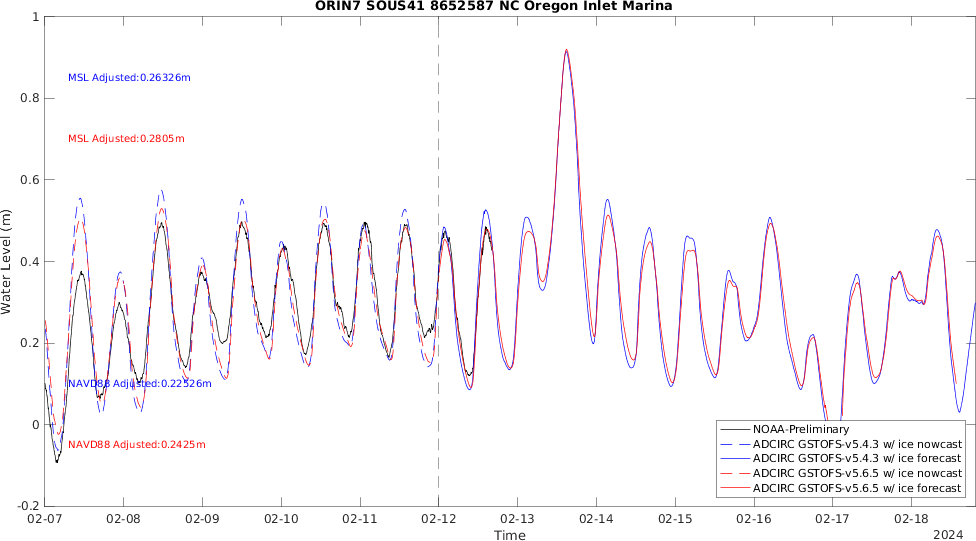 ORIN7 SOUS41 8652587 NC Oregon Inlet Marina
1
0.8
0.6
0.4
0.2
0
-0.2
Water Level (m)
MSL Adjusted:0.26326m
MSL Adjusted:0.2805m
NAVD88 Adjusted:0.22526m
NAVD88 Adjusted:0.2425m
NOAA-Preliminary
ADCIRC GSTOFS-v5.4.3 w/ ice nowcast
ADCIRC GSTOFS-v5.4.3 w/ ice forecast
ADCIRC GSTOFS-v5.6.5 w/ ice nowcast
ADCIRC GSTOFS-v5.6.5 w/ ice forecast
02-07 02-08 02-09 02-10 02-11 02-12 02-13 02-14 02-15 02-16 02-17 02-18
Time
2024